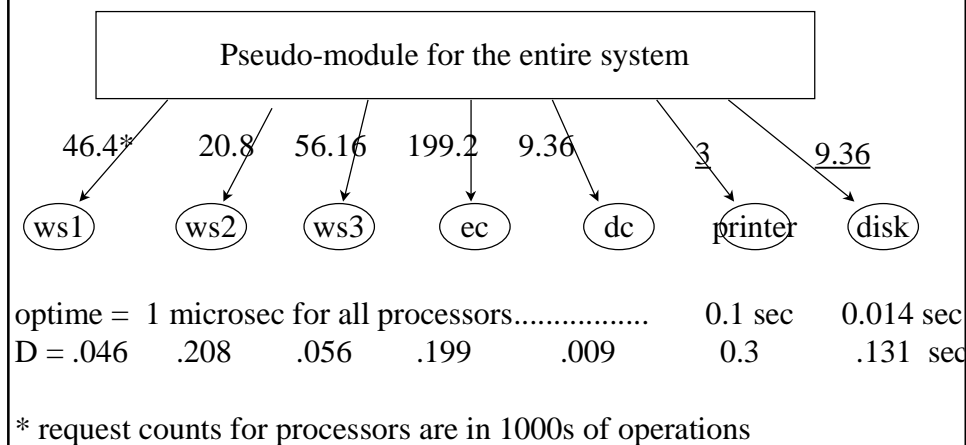 Pseudo-module for the entire system
46.4* 20.8 56.16 199.2 9.36 3 9.36
ws1 ws2 ws3 ec dc printer disk
optime = 1 microsec for all processors................. 0.1 sec 0.014 sec
D = .046 .208 .056 .199 .009 0.3 .131 sec
* request counts for processors are in 1000s of operations